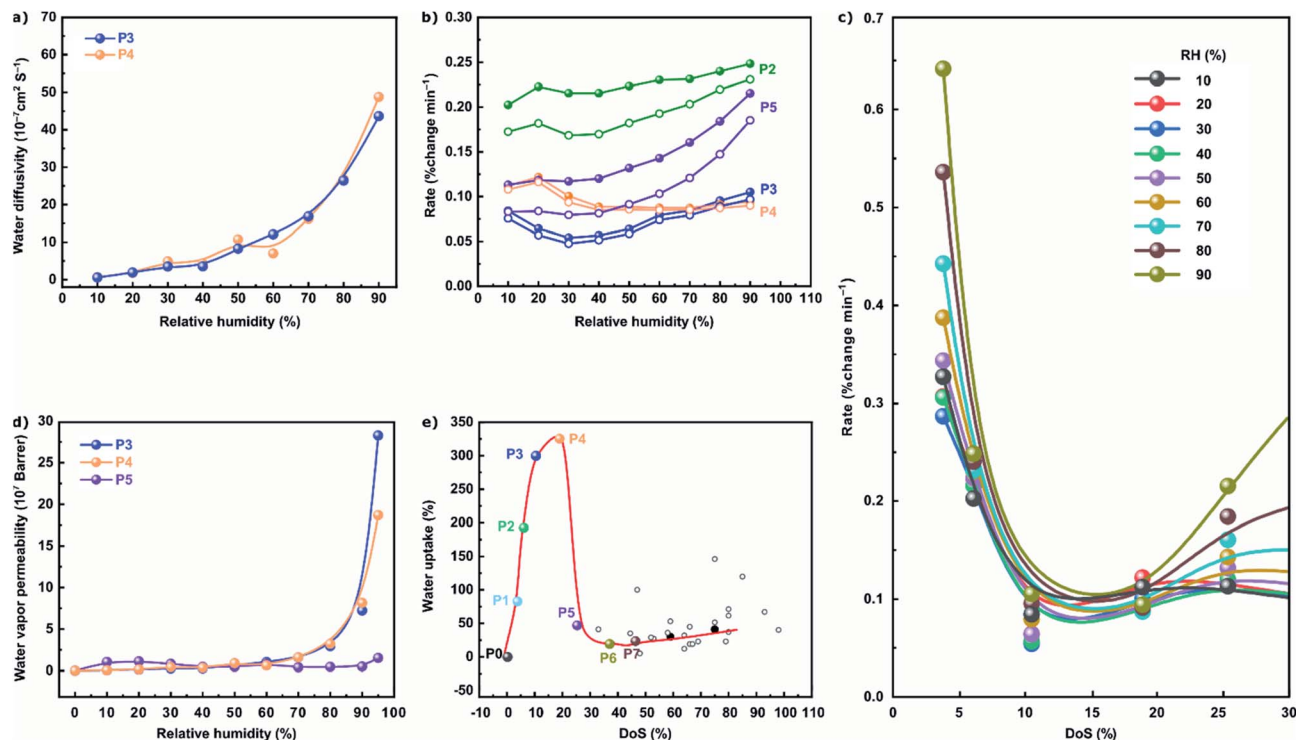 a)
70
60
50
40
30
20
10
0
P3
P4
Water diffusivity (10⁻⁷/cm² S⁻¹)
0 10 20 30 40 50 60 70 80 90
Relative humidity (%)
b)
0.30
0.25
0.20
0.15
0.10
0.05
0.00
Rate (%change min⁻¹)
P2
P5
P3
P4
0 10 20 30 40 50 60 70 80 90 100 110
Relative humidity (%)
c)
0.7
0.6
0.5
0.4
0.3
0.2
0.1
0.0
Rate (%change min⁻¹)
RH (%)
10
20
30
40
50
60
70
80
90
0 5 10 15 20 25 30
DoS (%)
d)
30
25
20
15
10
5
0
Water vapor permeability (10⁷ Barrer)
P3
P4
P5
0 10 20 30 40 50 60 70 80 90 100
Relative humidity (%)
e)
350
300
250
200
150
100
50
0
-50
Water uptake (%)
P4
P3
P2
P1
P5
P0
P6
P7
-10 0 10 20 30 40 50 60 70 80 90 100 110
DoS (%)